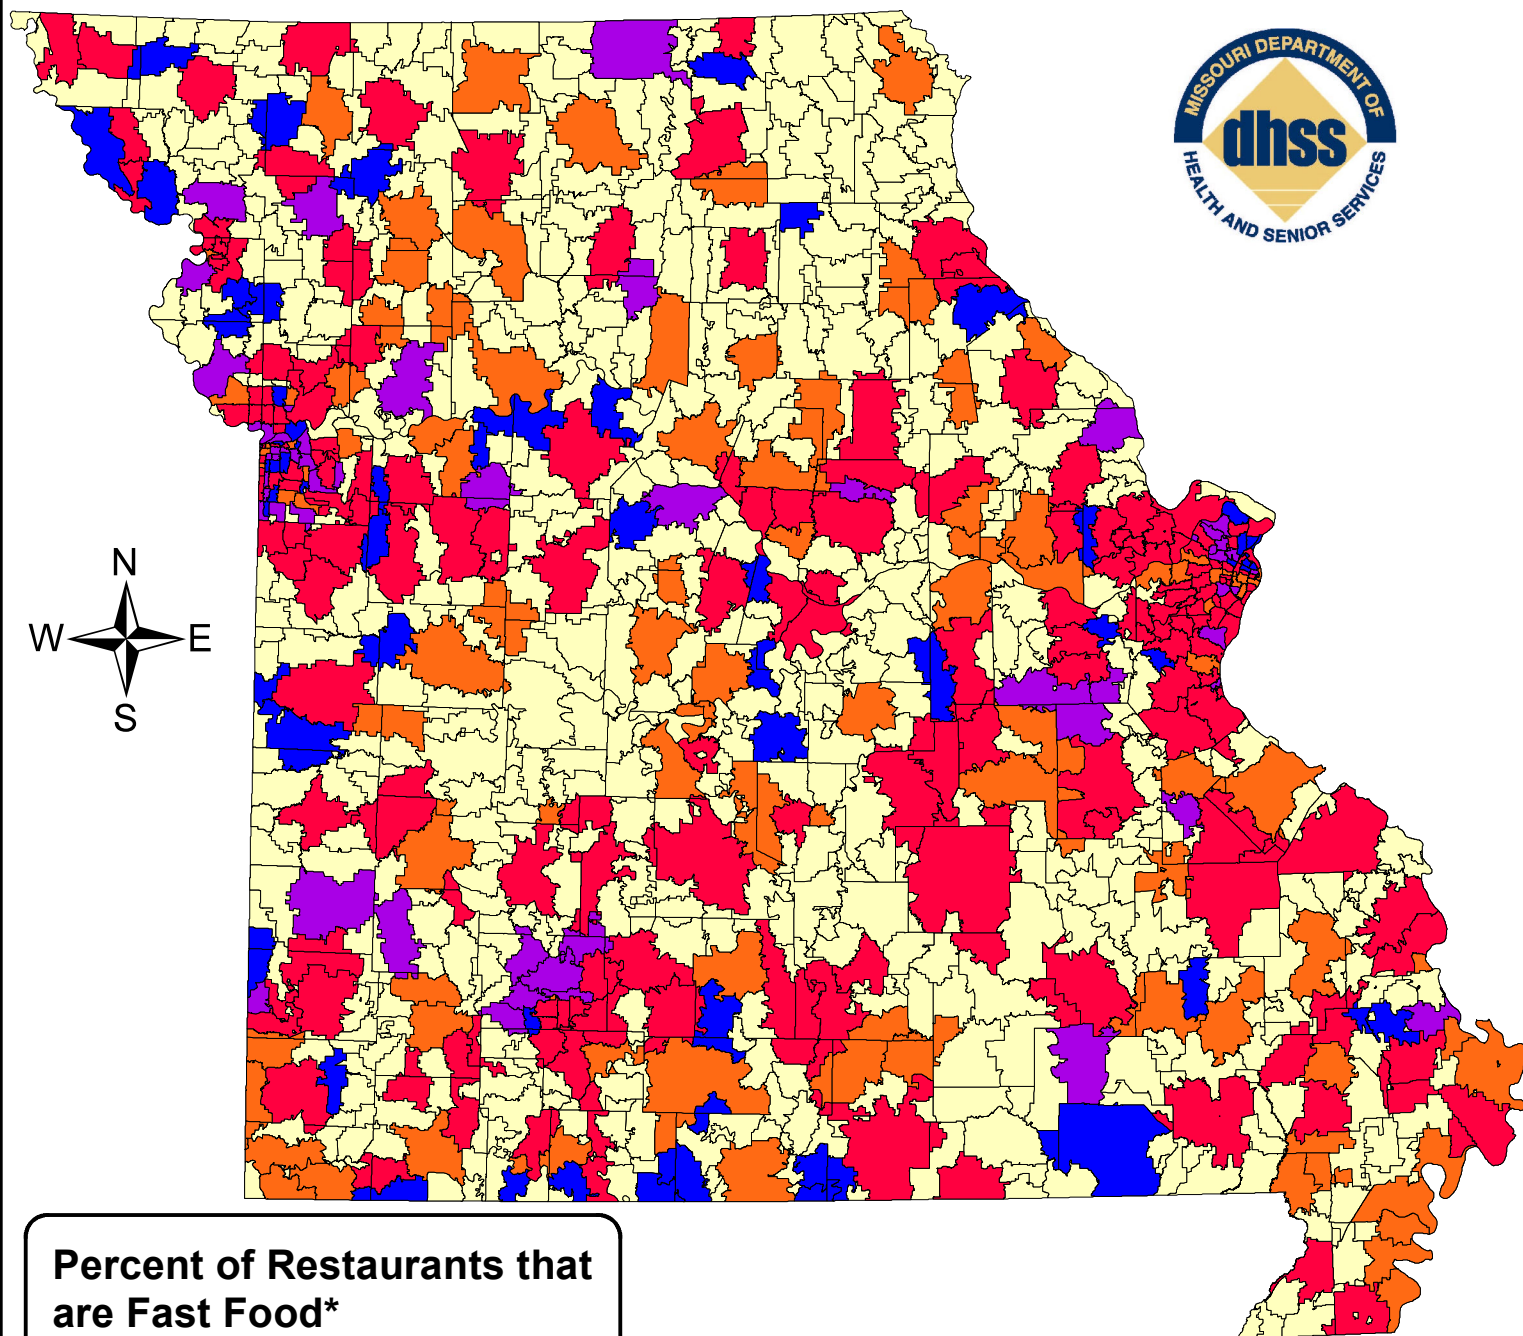 MISSOURI DEPARTMENT OF
dhss
HEALTH AND SENIOR SERVICES
N
W
E
S
Percent of Restaurants that
are Fast Food*